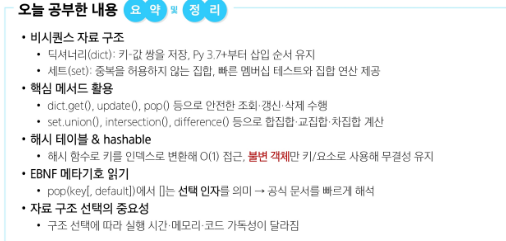 오늘 공부한 내용 요 약 및 정 리
• 비시퀀스 자료 구조
• 딕셔너리(dict): 키-값 쌍을 저장, Py 3.7+부터 삽입 순서 유지
• 세트(set): 중복을 허용하지 않는 집합, 빠른 멤버십 테스트와 집합 연산 제공
• 핵심 메서드 활용
• dict.get(), update(), pop() 등으로 안전한 조회·갱신·삭제 수행
• set.union(), intersection(), difference() 등으로 합집합·교집합·차집합 계산
• 해시 테이블 & hashable
• 해시 함수로 키를 인덱스로 변환해 O(1) 접근, 불변 객체만 키/요소로 사용해 무결성 유지
• EBNF 메타기호 읽기
• pop(key[, default])에서 []는 선택 인자를 의미 → 공식 문서를 빠르게 해석
• 자료 구조 선택의 중요성
• 구조 선택에 따라 실행 시간·메모리·코드 가독성이 달라짐